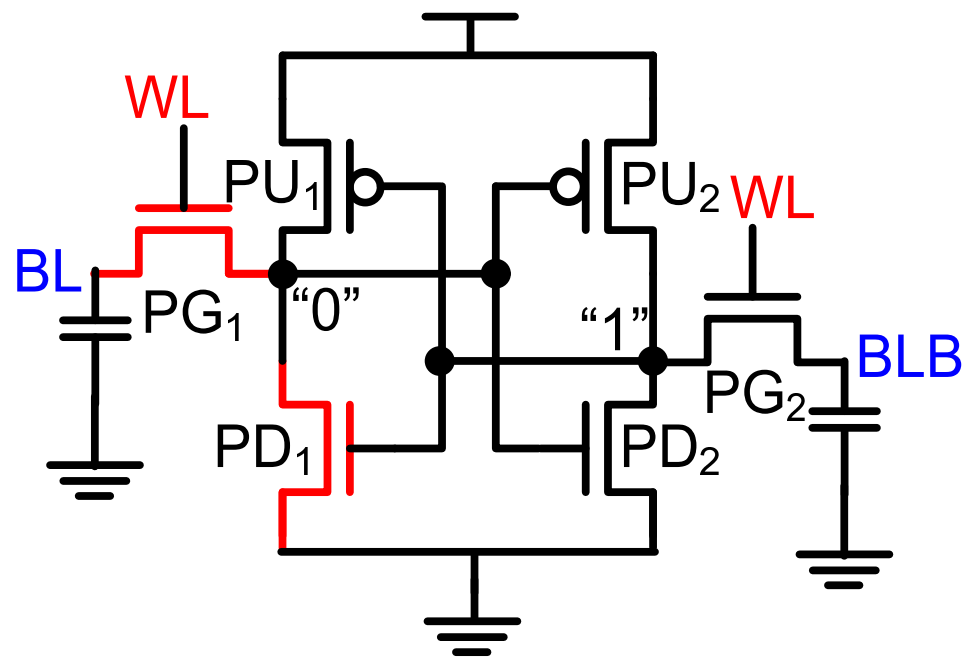 WL
PU₁
PU₂
WL
BL
PG₁
“0”
“1”
BLB
PG₂
PD₁
PD₂